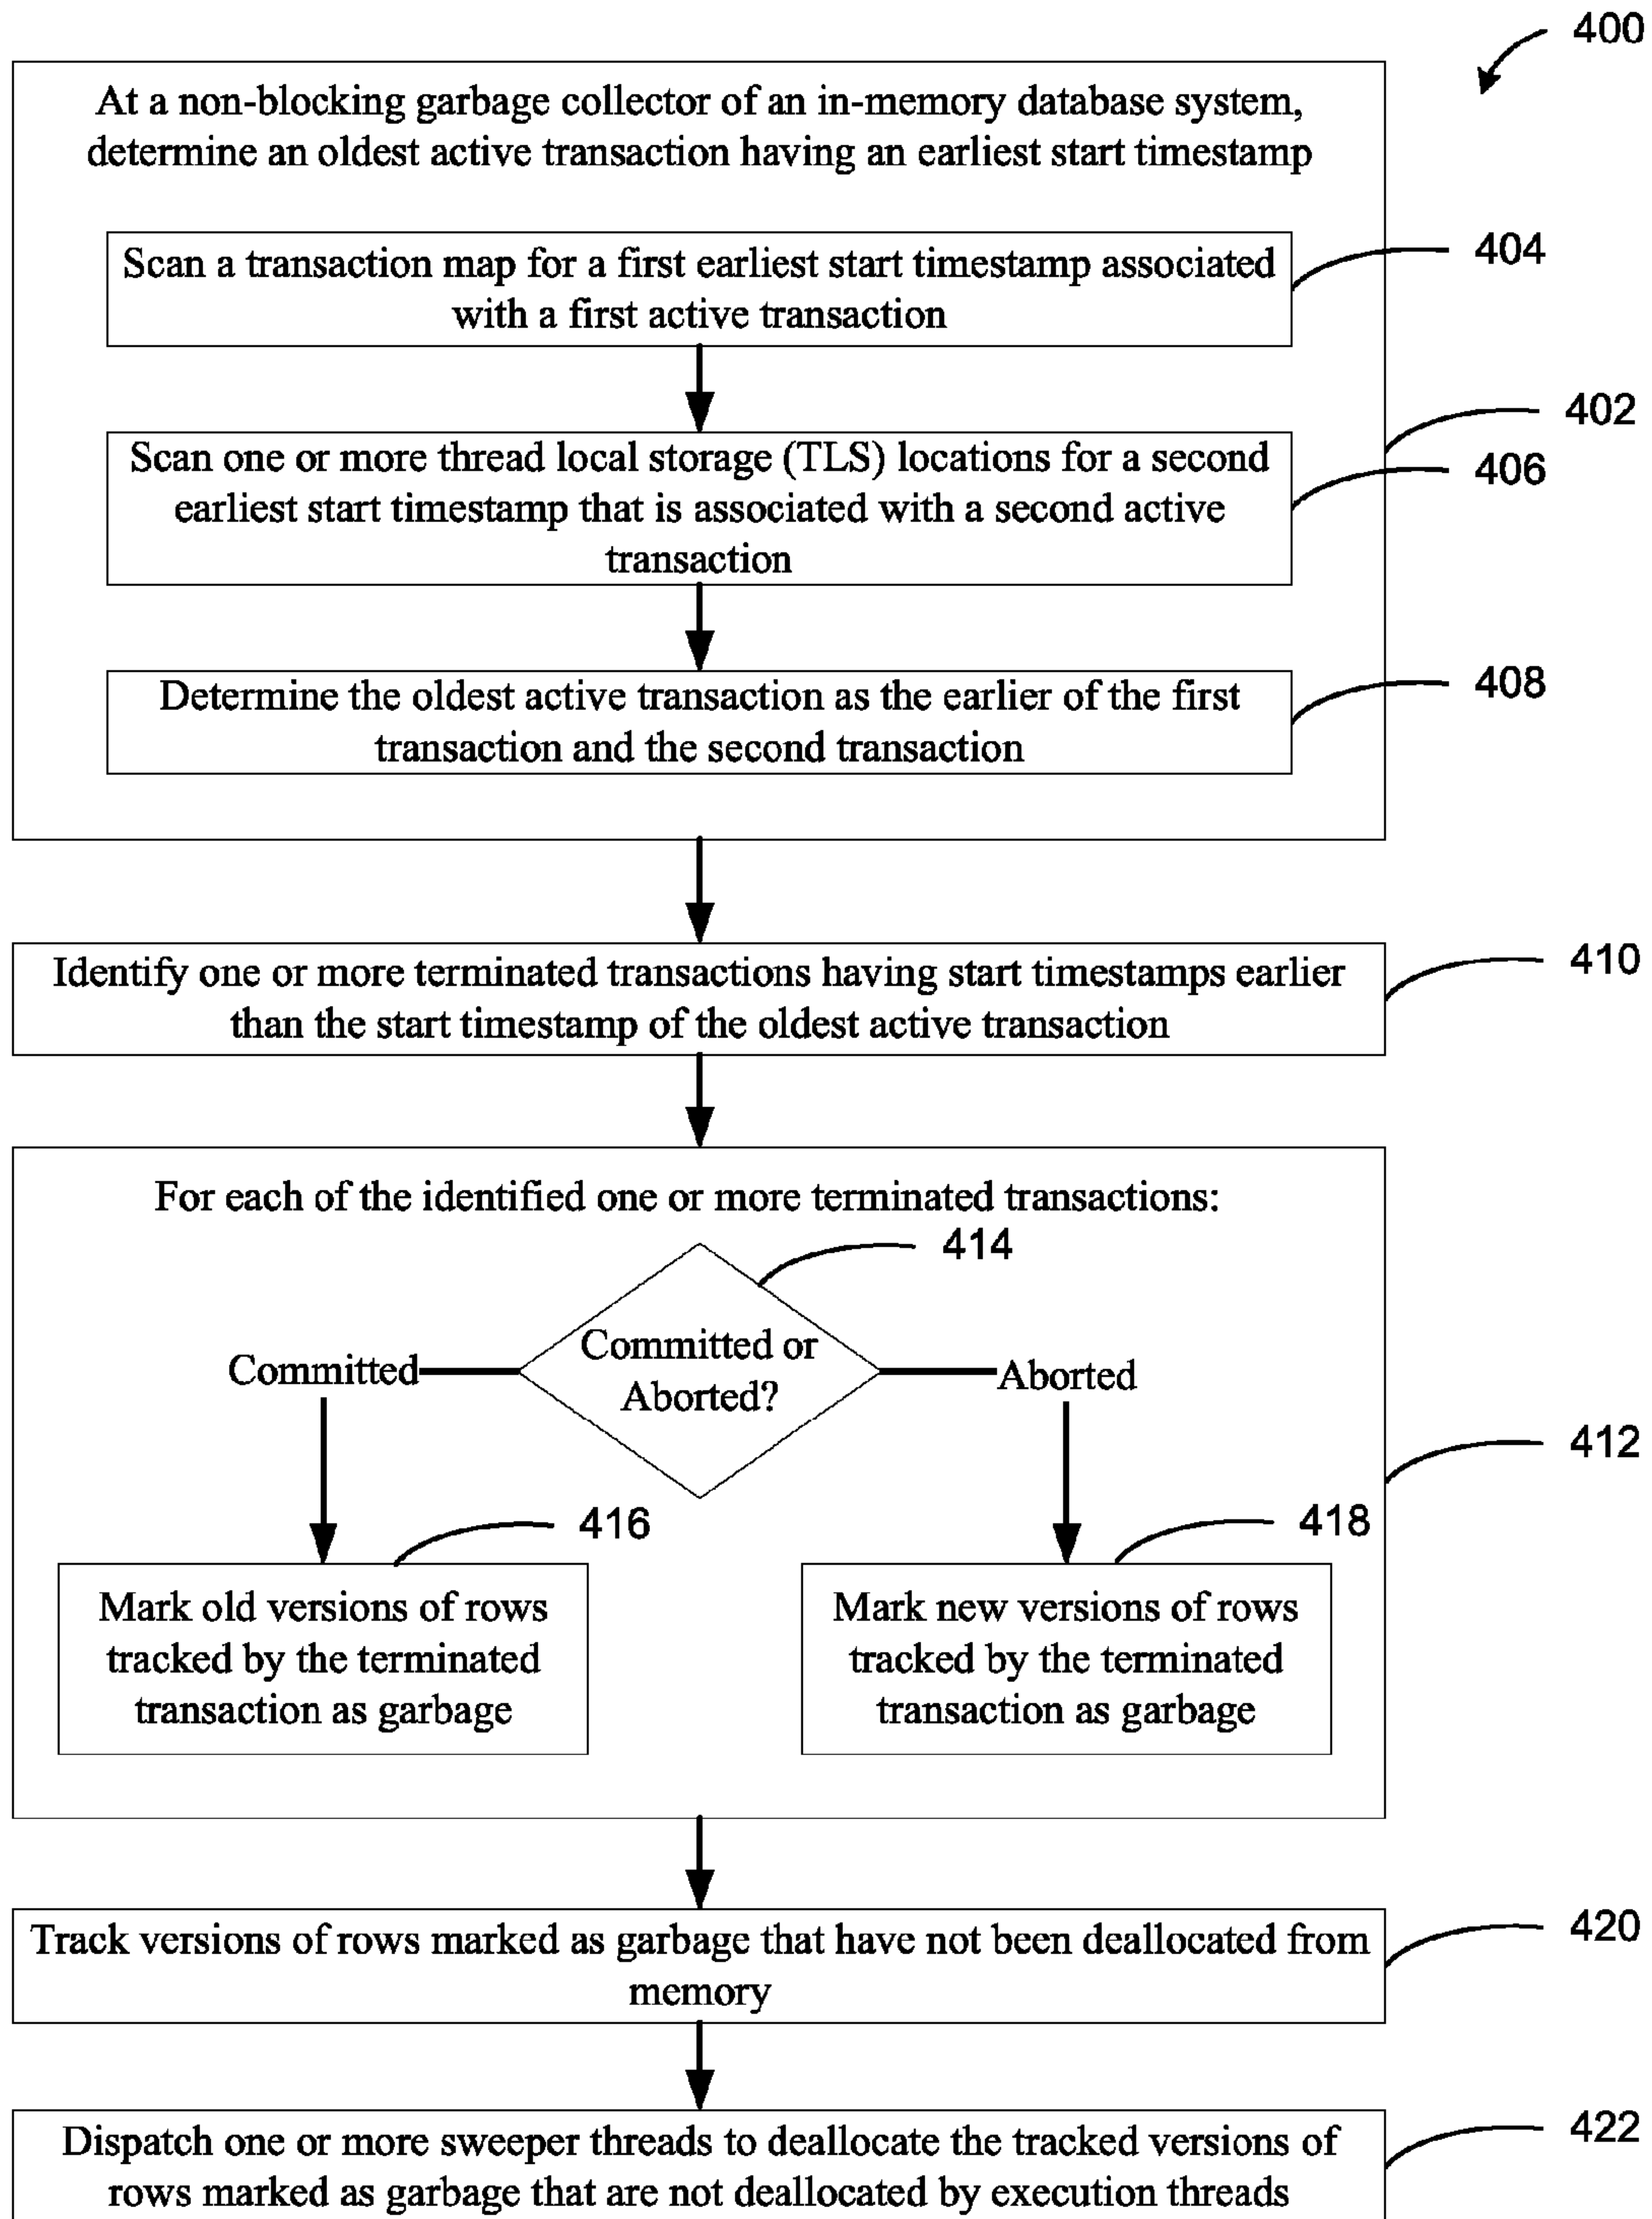 400
At a non-blocking garbage collector of an in-memory database system,
determine an oldest active transaction having an earliest start timestamp
Scan a transaction map for a first earliest start timestamp associated
with a first active transaction
404
402
Scan one or more thread local storage (TLS) locations for a second
earliest start timestamp that is associated with a second active
transaction
406
Determine the oldest active transaction as the earlier of the first
transaction and the second transaction
408
Identify one or more terminated transactions having start timestamps earlier
than the start timestamp of the oldest active transaction
410
For each of the identified one or more terminated transactions:
414
Committed or
Aborted?
Committed
Aborted
412
416
418
Mark old versions of rows
tracked by the terminated
transaction as garbage
Mark new versions of rows
tracked by the terminated
transaction as garbage
Track versions of rows marked as garbage that have not been deallocated from
memory
420
Dispatch one or more sweeper threads to deallocate the tracked versions of
rows marked as garbage that are not deallocated by execution threads
422